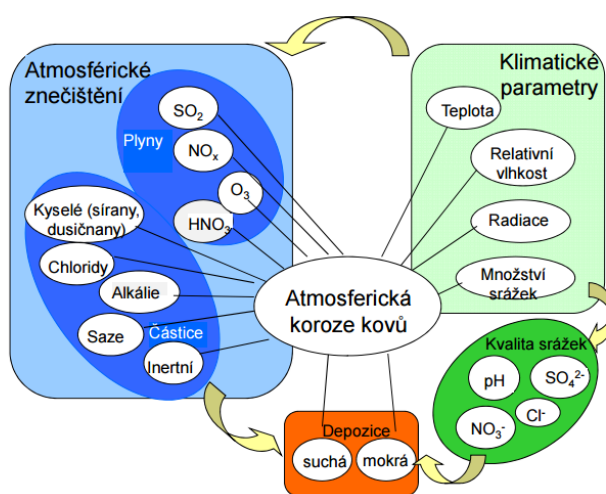 Atmosférické
znečištění
SO₂
Plyny
NOₓ
O₃
HNO₃
Kyselé (sírany,
dusičnany)
Chloridy
Alkálie
Saze
Částice
Inertní
Klimatické
parametry
Teplota
Relativní
vlhkost
Radiace
Množství
srážek
Atmosferická
koroze kovů
Kvalita srážek
pH
SO₄²⁻
Cl⁻
NO₃⁻
Depozice
suchá
mokrá